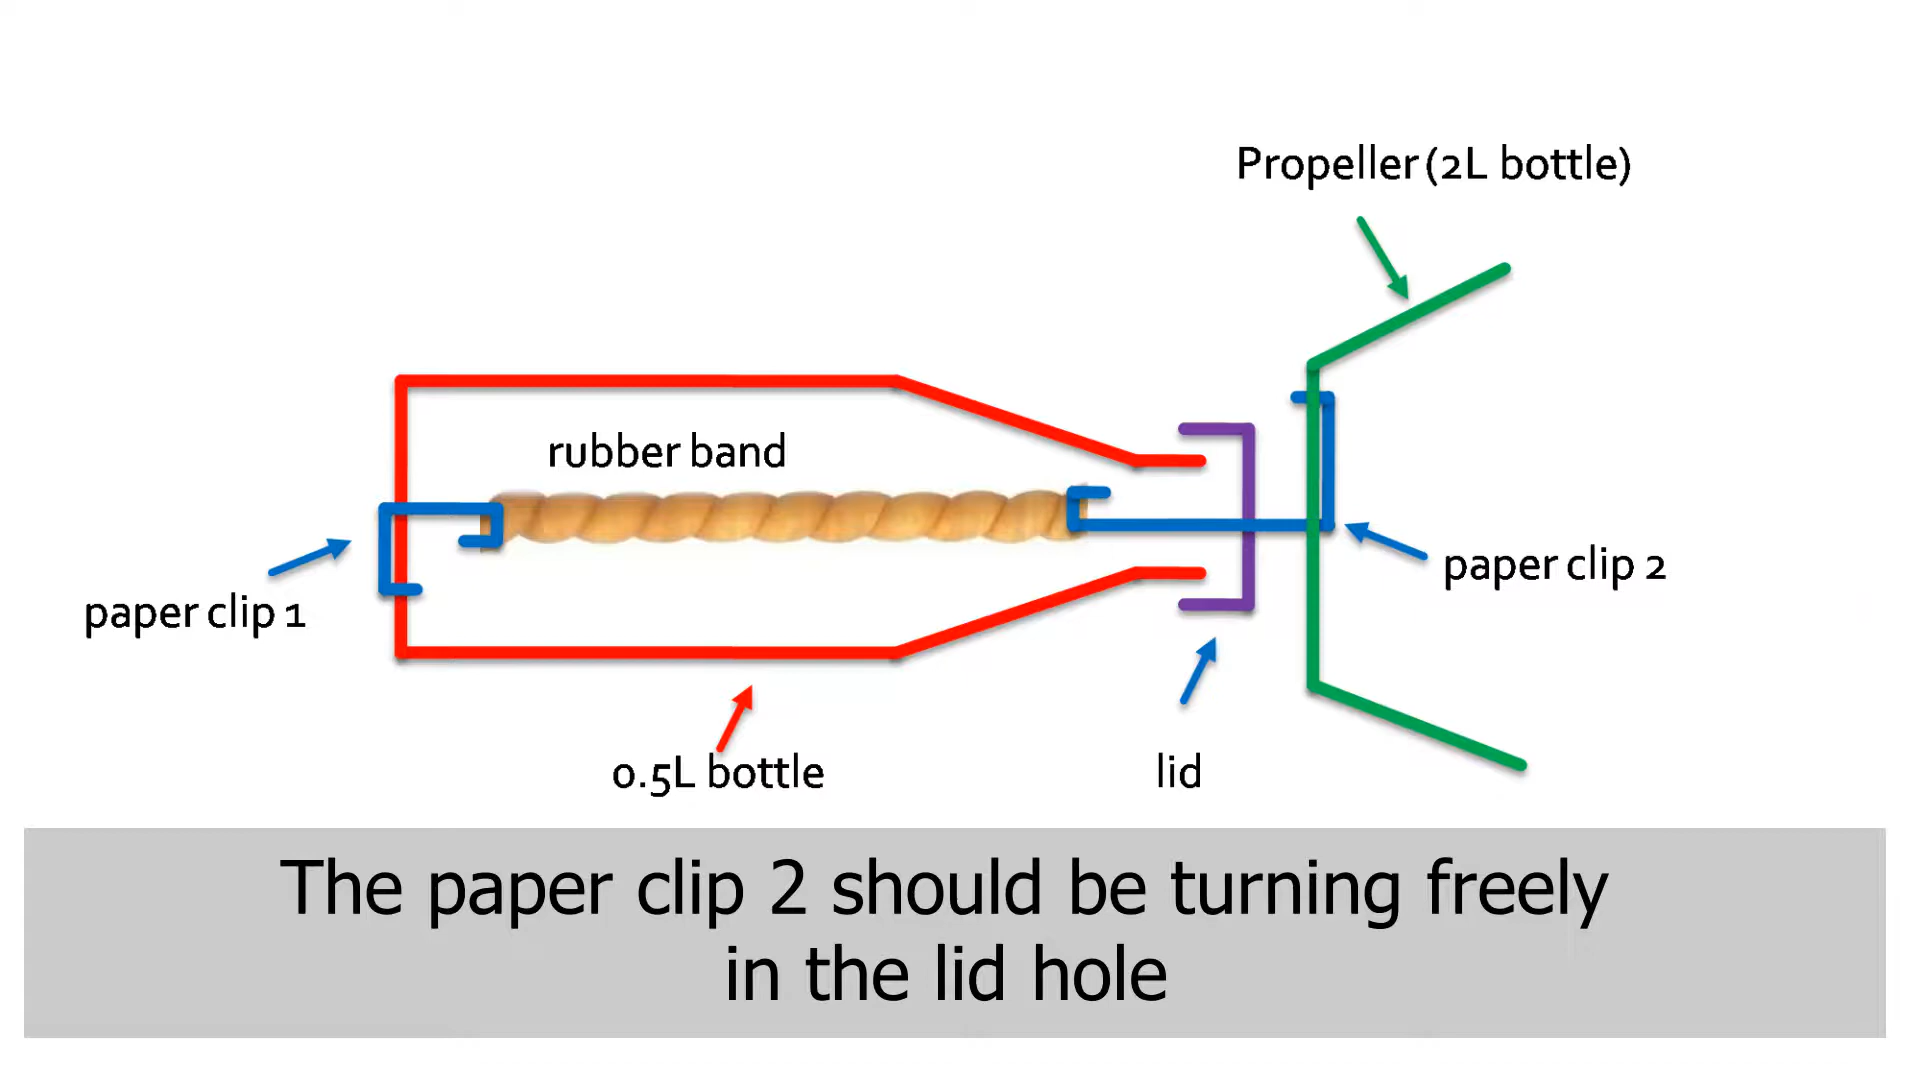 Propeller (2L bottle)
rubber band
paper clip 2
paper clip 1
0.5L bottle
lid
The paper clip 2 should be turning freely
in the lid hole